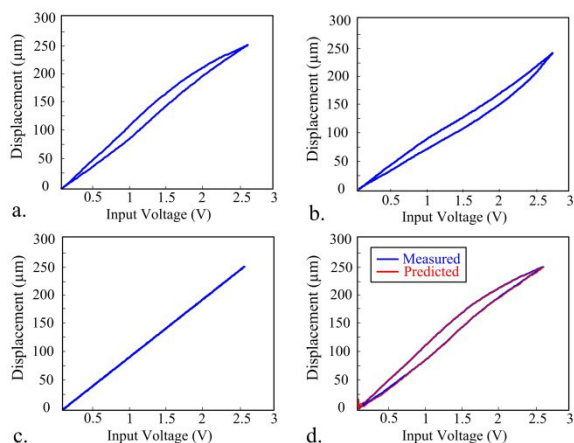 300
250
200
150
100
50
0
Displacement (µm)
0.5 1 1.5 2 2.5 3
Input Voltage (V)
a.
300
250
200
150
100
50
0
Displacement (µm)
0.5 1 1.5 2 2.5 3
Input Voltage (V)
b.
300
250
200
150
100
50
0
Displacement (µm)
0.5 1 1.5 2 2.5 3
Input Voltage (V)
c.
300
250
200
150
100
50
0
Displacement (µm)
Measured
Predicted
0.5 1 1.5 2 2.5 3
Input Voltage (V)
d.